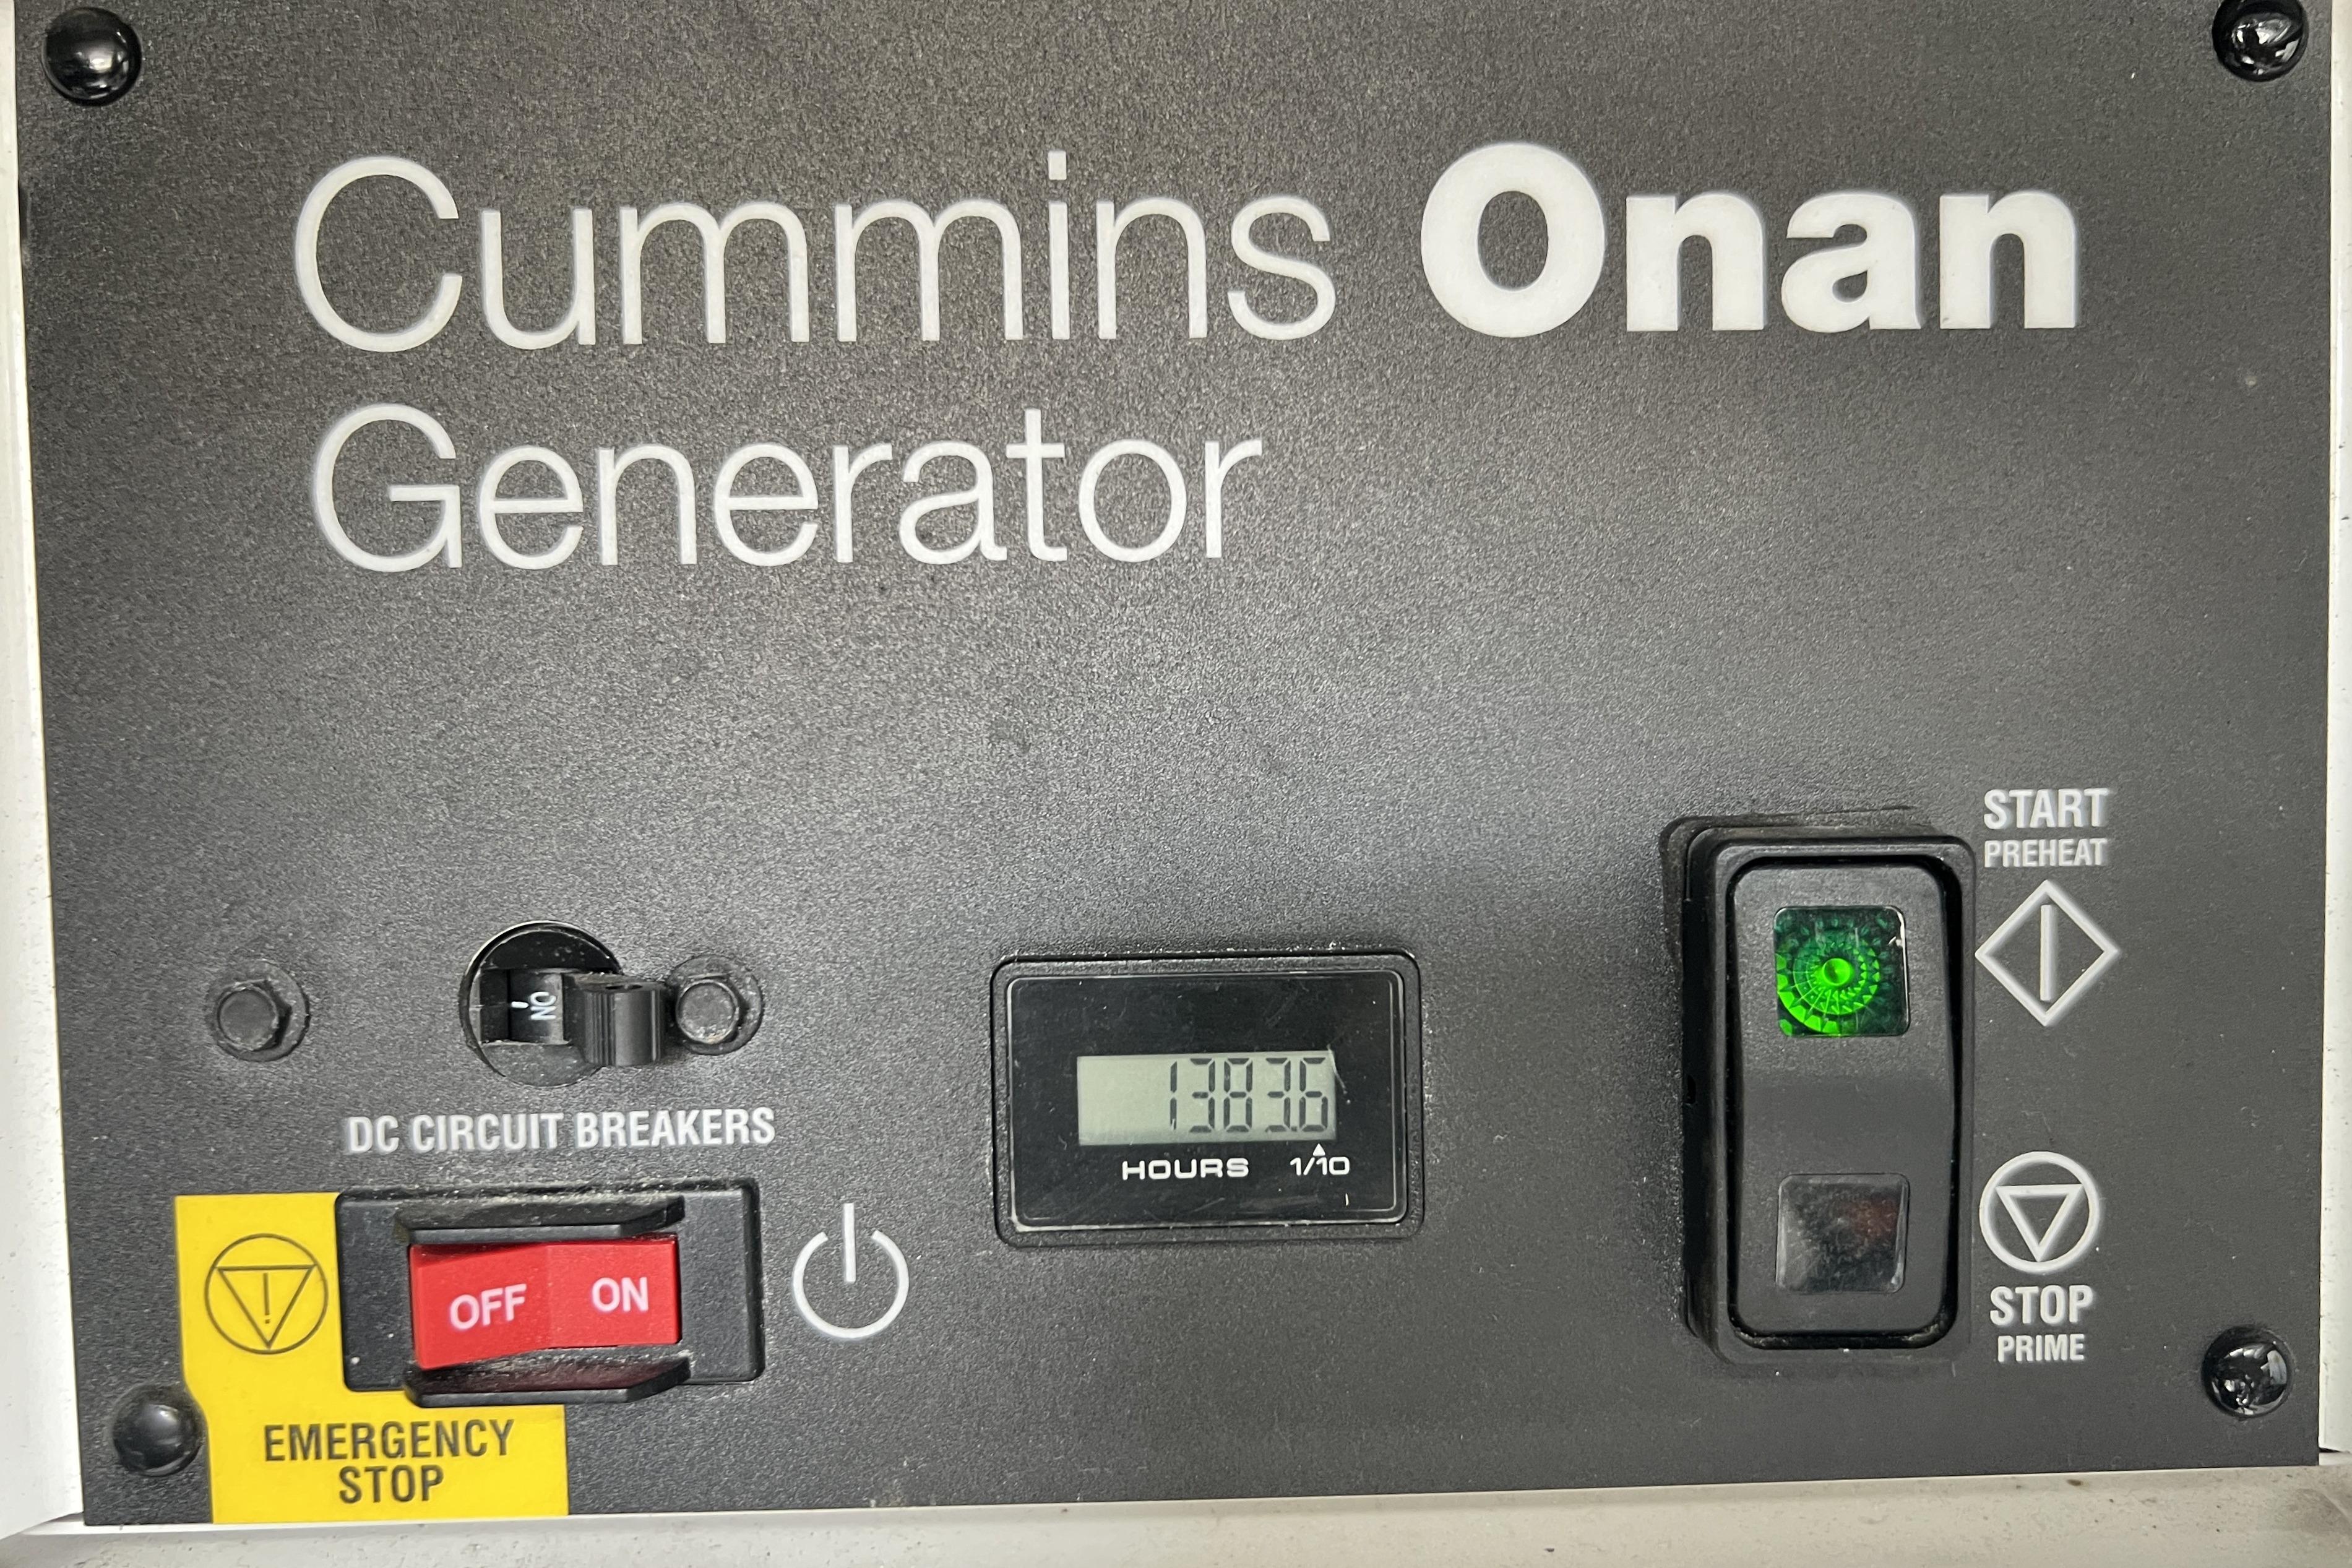 Cummins Onan
Generator
START
PREHEAT
ON
DC CIRCUIT BREAKERS
1383.6
HOURS 1/10
OFF ON
STOP
PRIME
EMERGENCY
STOP